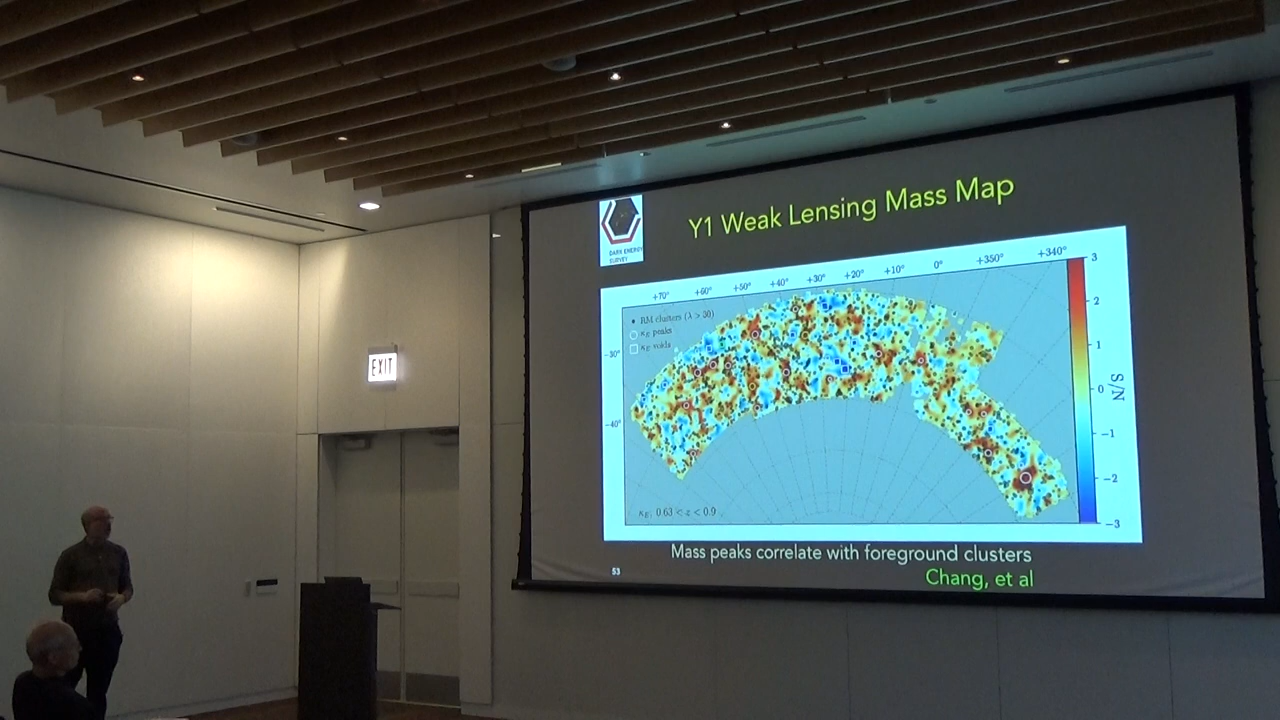 Y1 Weak Lensing Mass Map
DARK ENERGY
SURVEY
+70° +60° +50° +40° +30° +20° +10° 0° +350° +340°
RM clusters (λ > 30)
κE peaks
κE voids
−30°
−40°
3
2
1
0
−1
−2
−3
S/N
κE, 0.63 < z < 0.9
EXIT
Mass peaks correlate with foreground clusters
53
Chang, et al